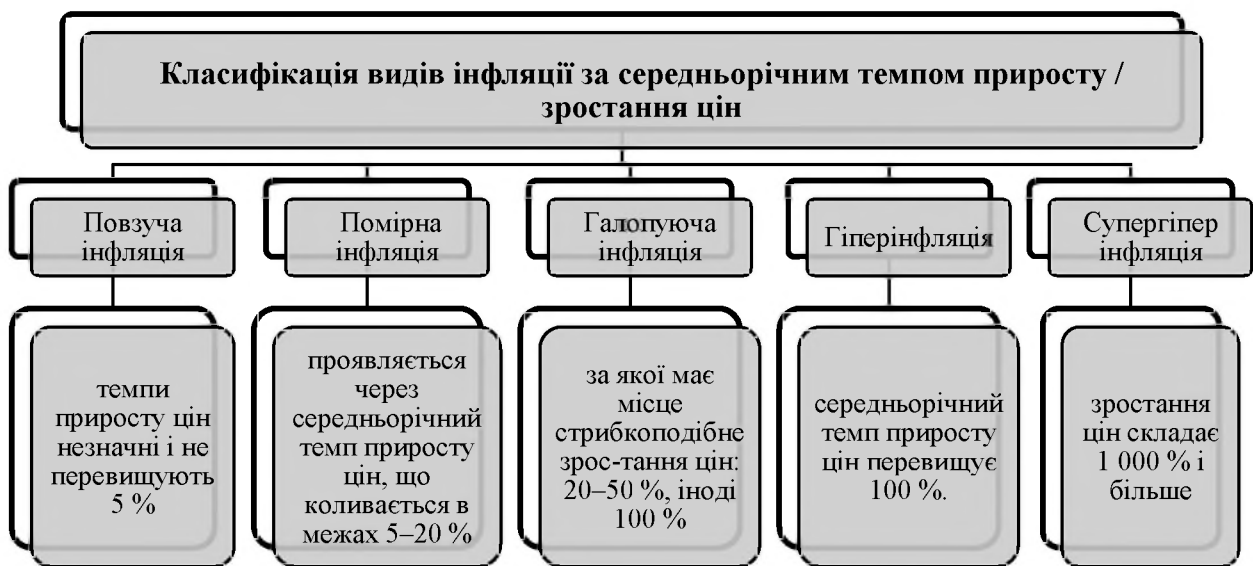 Класифікація видів інфляції за середньорічним темпом приросту /
зростання цін
Повзуча
інфляція
Помірна
інфляція
Галопуюча
інфляція
Гіперінфляція
Супергіпер
інфляція
темпи
приросту цін
незначні і не
перевищують
5 %
проявляється
через
середньорічний
темп приросту
цін, що
коливається в
межах 5–20 %
за якої має
місце
стрибкоподібне
зрос-тання цін:
20–50 %, іноді
100 %
середньорічний
темп приросту
цін перевищує
100 %.
зростання
цін складає
1 000 % і
більше